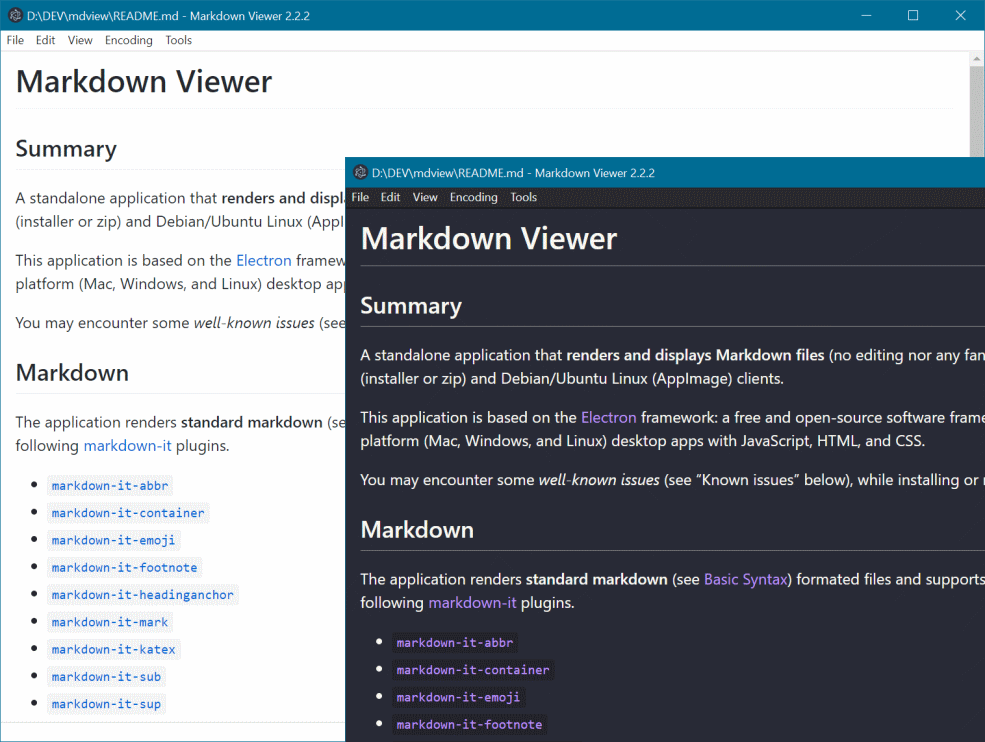 D:\DEV\mdview\README.md - Markdown Viewer 2.2.2
File Edit View Encoding Tools
Markdown Viewer
Summary
A standalone application that renders and displ
(installer or zip) and Debian/Ubuntu Linux (AppI
This application is based on the Electron framew
platform (Mac, Windows, and Linux) desktop app
You may encounter some well-known issues (see
Markdown
The application renders standard markdown (se
following markdown-it plugins.
markdown-it-abbr
markdown-it-container
markdown-it-emoji
markdown-it-footnote
markdown-it-headinganchor
markdown-it-mark
markdown-it-katex
markdown-it-sub
markdown-it-sup
D:\DEV\mdview\README.md - Markdown Viewer 2.2.2
File Edit View Encoding Tools
Markdown Viewer
Summary
A standalone application that renders and displays Markdown files (no editing nor any fan
(installer or zip) and Debian/Ubuntu Linux (AppImage) clients.
This application is based on the Electron framework: a free and open-source software frame
platform (Mac, Windows, and Linux) desktop apps with JavaScript, HTML, and CSS.
You may encounter some well-known issues (see “Known issues” below), while installing or
Markdown
The application renders standard markdown (see Basic Syntax) formated files and supports
following markdown-it plugins.
markdown-it-abbr
markdown-it-container
markdown-it-emoji
markdown-it-footnote